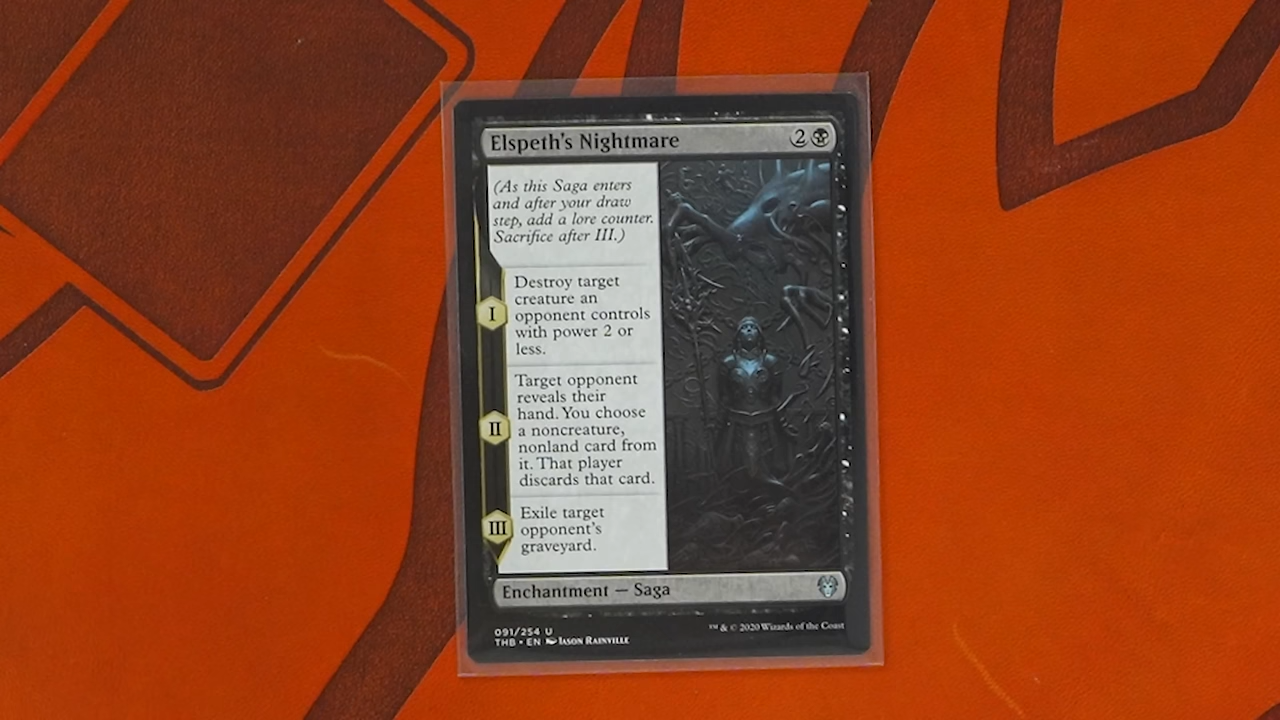 Elspeth's Nightmare 2
(As this Saga enters
and after your draw
step, add a lore counter.
Sacrifice after III.)
I
Destroy target
creature an
opponent controls
with power 2 or
less.
II
Target opponent
reveals their
hand. You choose
a noncreature,
nonland card from
it. That player
discards that card.
III
Exile target
opponent's
graveyard.
Enchantment — Saga
091/254 U
THB • EN Jason Rainville
™ & © 2020 Wizards of the Coast